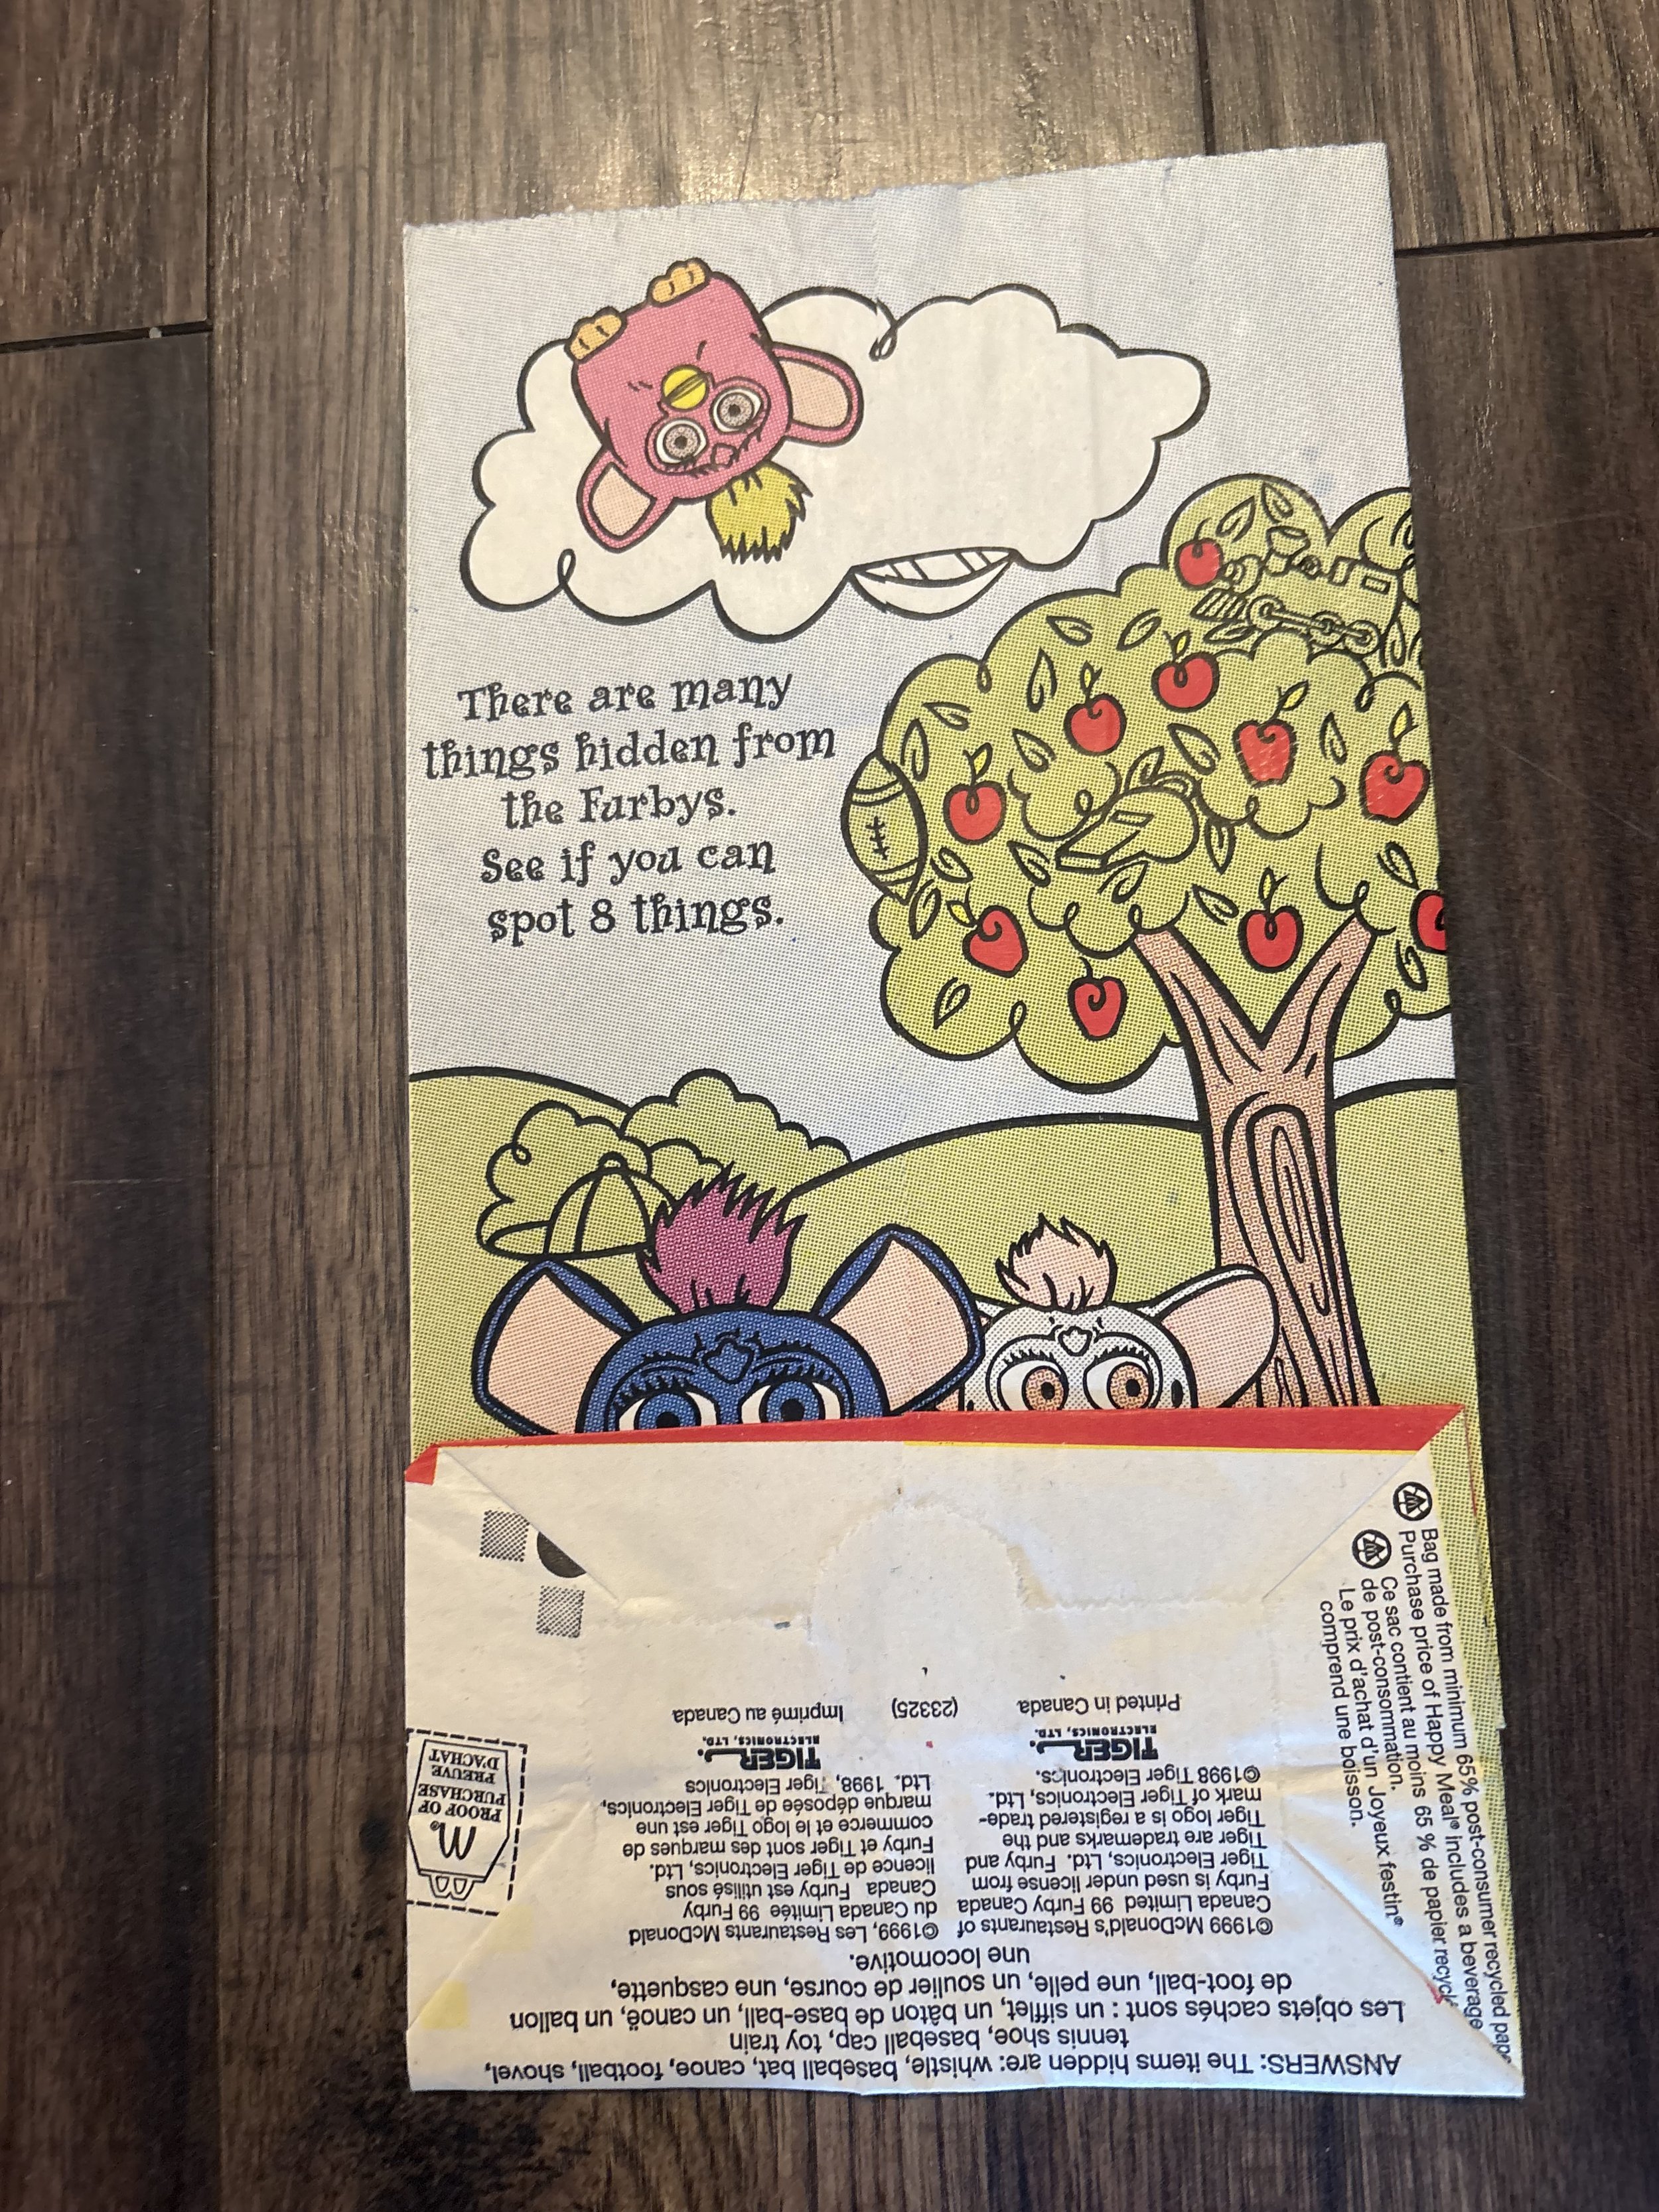 There are many
things hidden from
the Furbys.
See if you can
spot 8 things.
Bag made from minimum 65% post-consumer recycled
Purchase price of Happy Meal® includes a beverage
Ce sac contient au moins 65 % de papier
de post-consommation.
Le prix d'achat d'un Joyeux festin®
comprend une boisson.
ANSWERS: The items hidden are: whistle, baseball bat, canoe, football, shovel,
tennis shoe, baseball cap, toy train
Les objets cachés sont : un sifflet, un bâton de base-ball, un canoë, un ballon
de foot-ball, une pelle, un soulier de course, une casquette,
une locomotive.
©1999 McDonald's Restaurants of
Canada Limited 99 Furby Canada
Furby is used under license from
Tiger Electronics, Ltd. Furby and
Tiger are trademarks and the
Tiger logo is a registered trade-
mark of Tiger Electronics, Ltd.
©1998 Tiger Electronics.
TIGER
ELECTRONICS, LTD.
Printed in Canada
(23325)
©1999, Les Restaurants McDonald
du Canada Limitée 99 Furby
Canada Furby est utilisé sous
licence de Tiger Electronics, Ltd.
Furby et Tiger sont des marques de
commerce et le logo Tiger est une
marque déposée de Tiger Electronics,
Ltd. 1998, Tiger Electronics
TIGER
ELECTRONICS, LTD.
Imprimé au Canada
M®
PROOF OF
PURCHASE
PREUVE
D'ACHAT